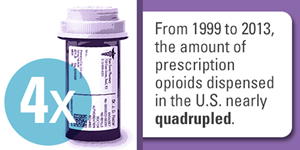 4x
From 1999 to 2013,
the amount of
prescription
opioids dispensed
in the U.S. nearly
quadrupled.